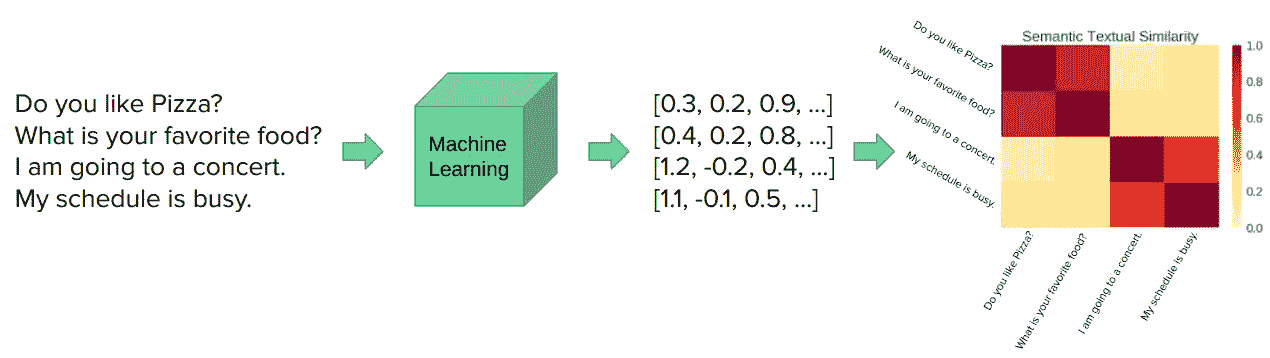 Do you like Pizza?
What is your favorite food?
I am going to a concert.
My schedule is busy.
Machine
Learning
[0.3, 0.2, 0.9, ...]
[0.4, 0.2, 0.8, ...]
[1.2, -0.2, 0.4, ...]
[1.1, -0.1, 0.5, ...]
Semantic Textual Similarity
Do you like Pizza?
What is your favorite food?
I am going to a concert.
My schedule is busy.
Do you like Pizza?
What is your favorite food?
I am going to a concert.
My schedule is busy.
1.0
0.8
0.6
0.4
0.2
0.0